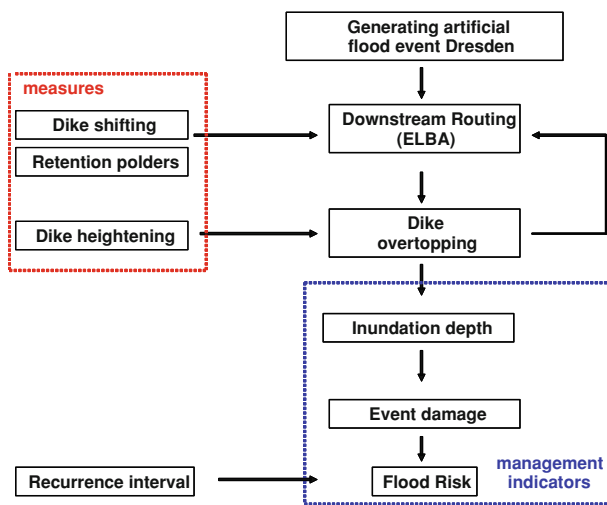 Generating artificial
flood event Dresden
measures
Dike shifting
Retention polders
Downstream Routing
(ELBA)
Dike heightening
Dike
overtopping
Inundation depth
Event damage
Recurrence interval
Flood Risk
management
indicators